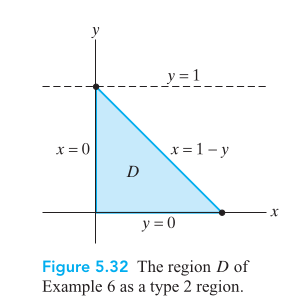 y
y = 1
x = 0
x = 1 – y
D
x
y = 0
Figure 5.32 The region D of
Example 6 as a type 2 region.